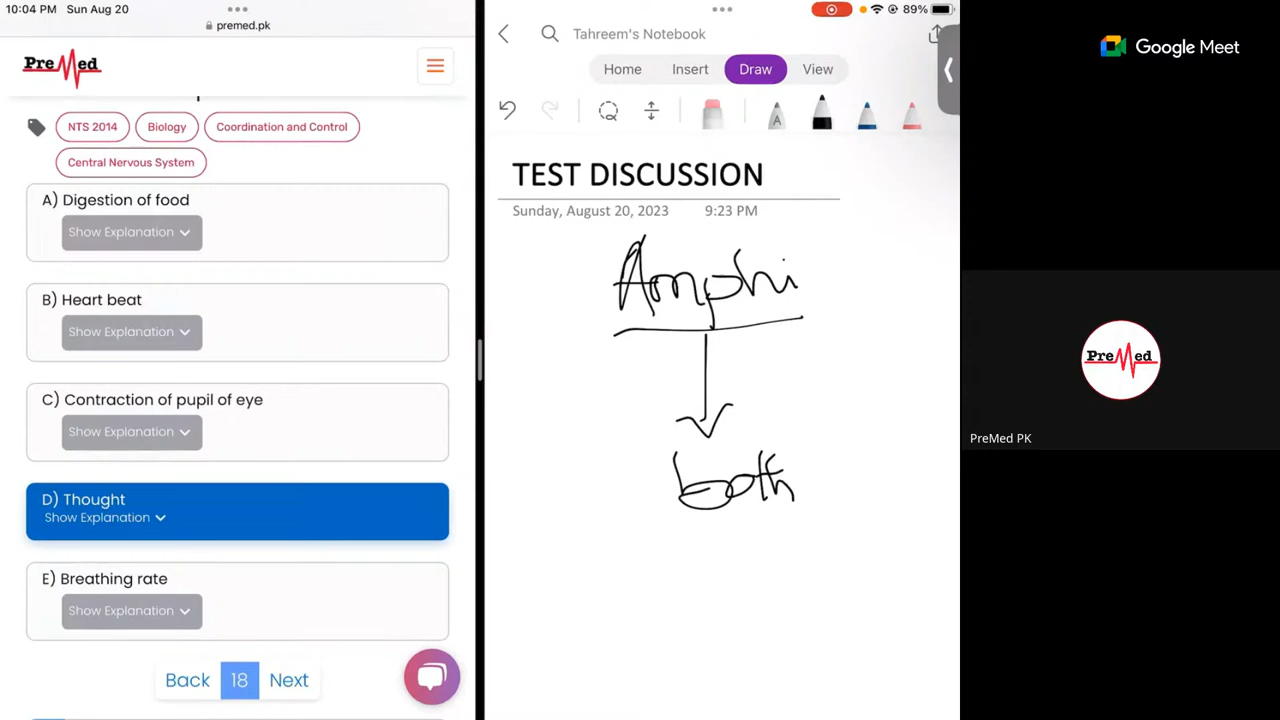 10:04 PM Sun Aug 20
premed.pk
PreMed
NTS 2014
Biology
Coordination and Control
Central Nervous System
A) Digestion of food
Show Explanation
B) Heart beat
Show Explanation
C) Contraction of pupil of eye
Show Explanation
D) Thought
Show Explanation
E) Breathing rate
Show Explanation
Back 18 Next
89%
Tahreem's Notebook
Home Insert Draw View
A
TEST DISCUSSION
Sunday, August 20, 2023 9:23 PM
Amphi
both
Google Meet
PreMed
PreMed PK